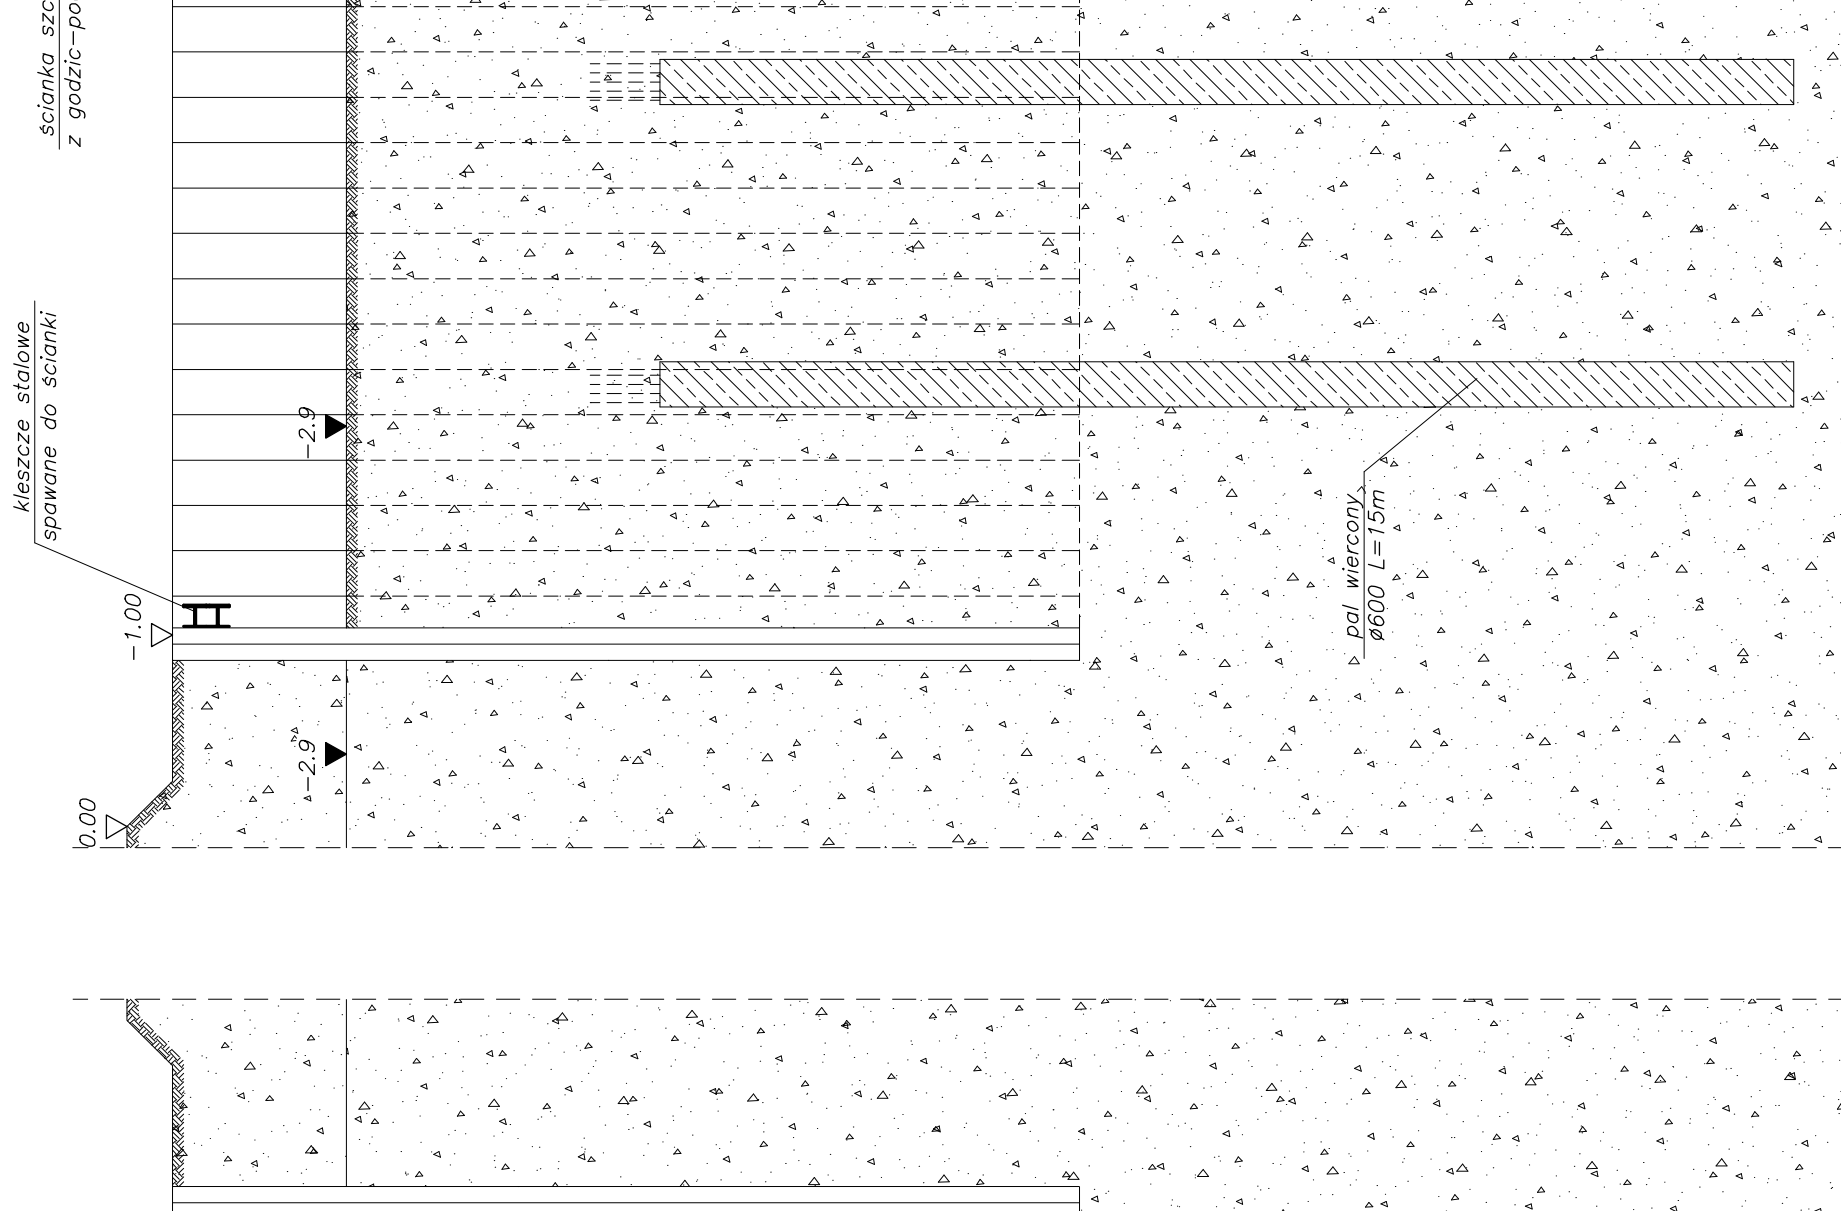 ścianka szc
z godzic-po
kleszcze stalowe
spawane do ścianki
-2.9
-1.00
-2.9
0.00
pal wiercony
ø600 L=15m